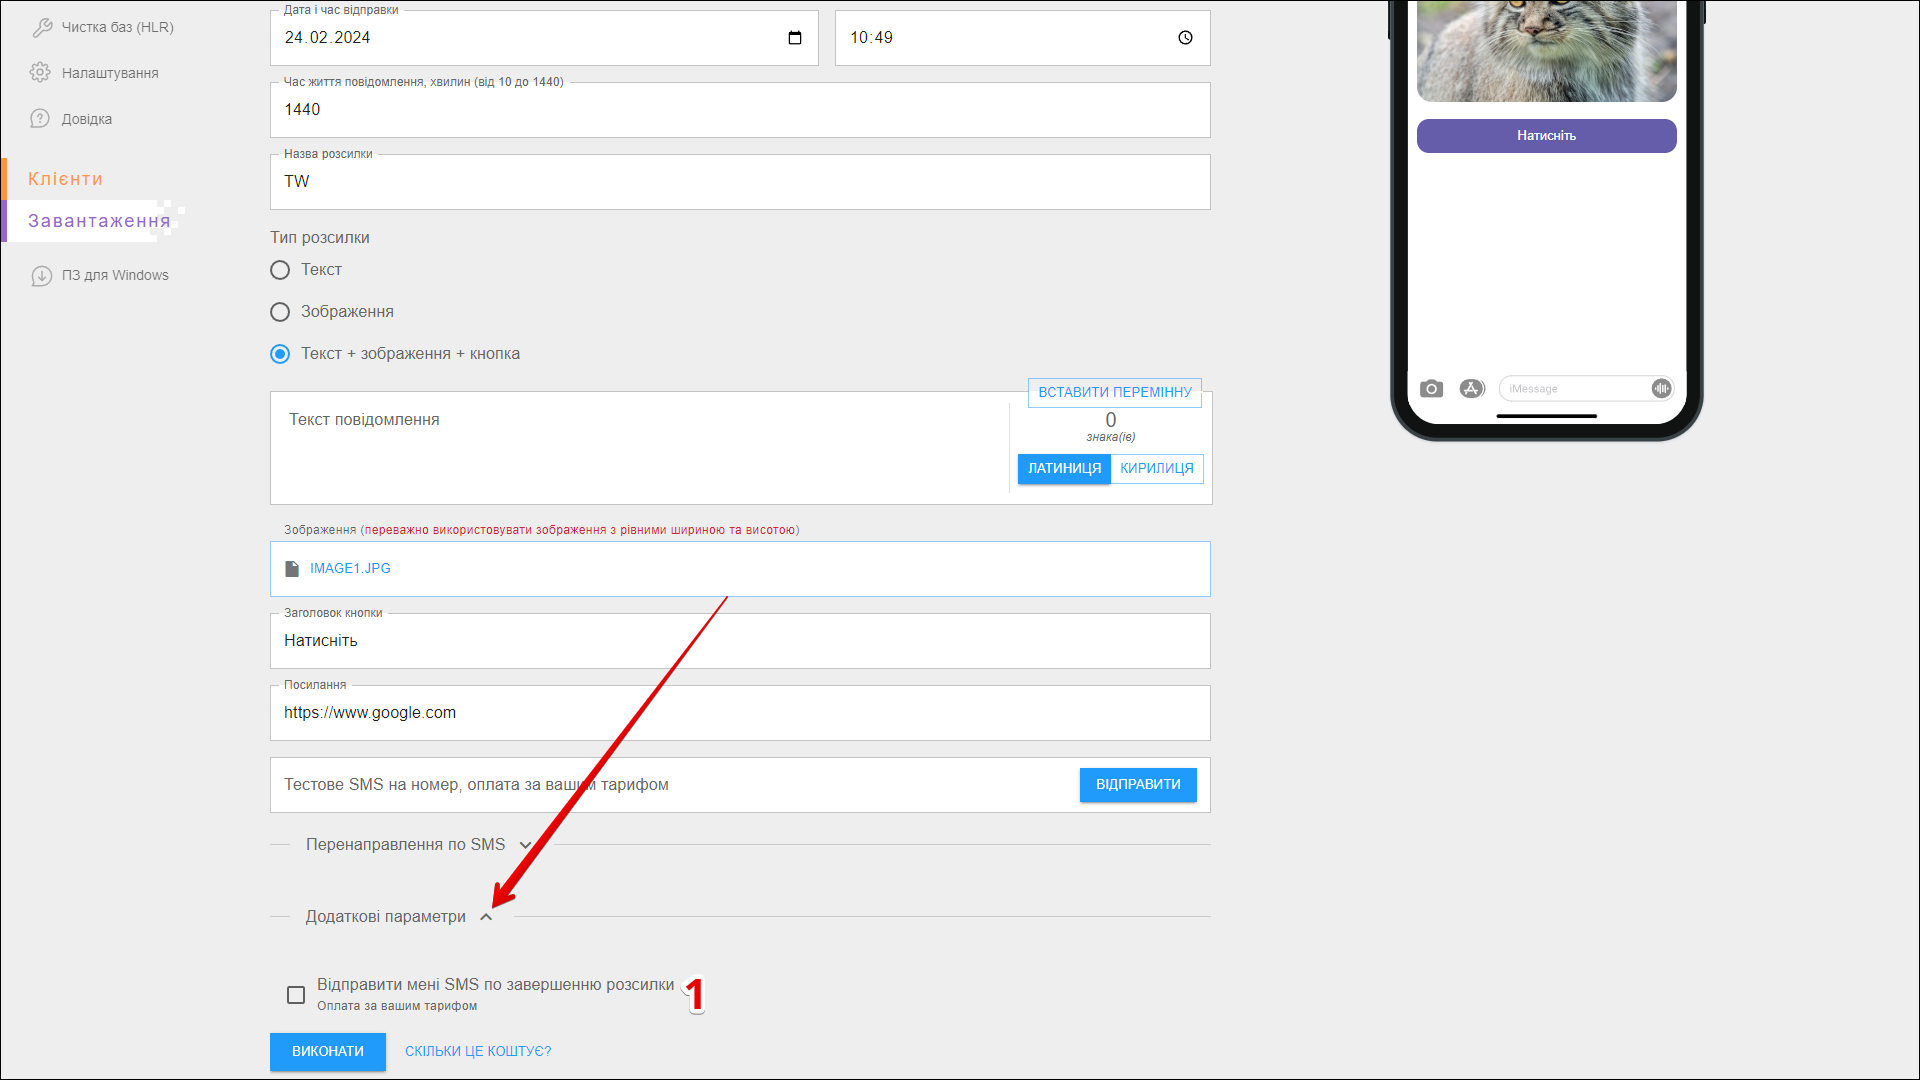 Чистка баз (HLR)
Налаштування
Довідка
Клієнти
Завантаження
ПЗ для Windows
Дата і час відправки
24.02.2024
10:49
Час життя повідомлення, хвилин (від 10 до 1440)
1440
Назва розсилки
TW
Тип розсилки
Текст
Зображення
Текст + зображення + кнопка
ВСТАВИТИ ПЕРЕМІННУ
Текст повідомлення
0
знака(ів)
ЛАТИНИЦЯ
КИРИЛИЦЯ
Зображення (переважно використовувати зображення з рівними шириною та висотою)
IMAGE1.JPG
Заголовок кнопки
Натисніть
Посилання
https://www.google.com
Тестове SMS на номер, оплата за вашим тарифом
ВІДПРАВИТИ
Перенаправлення по SMS
Додаткові параметри
Відправити мені SMS по завершенню розсилки
1
Оплата за вашим тарифом
ВИКОНАТИ
СКІЛЬКИ ЦЕ КОШТУЄ?
Натисніть
iMessage